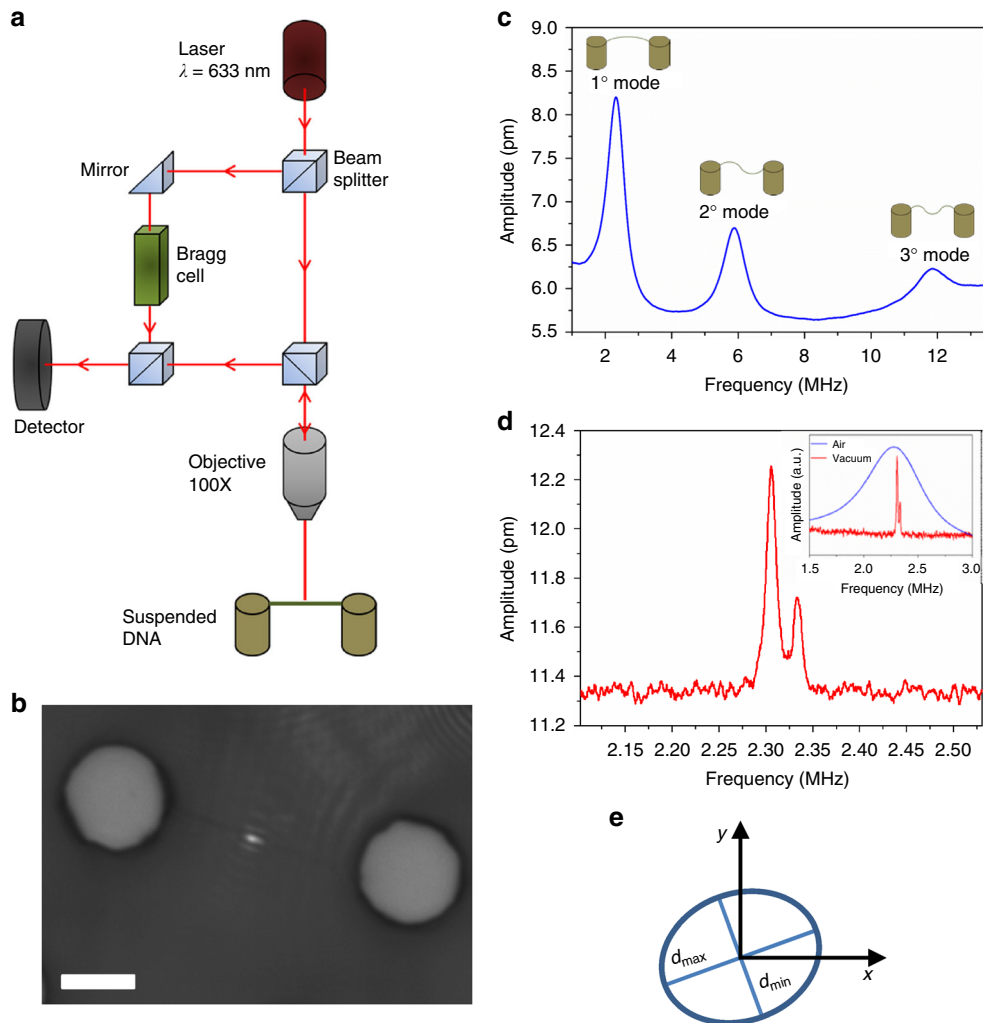 a
Laser
λ = 633 nm
Mirror
Beam
splitter
Bragg
cell
Detector
Objective
100X
Suspended
DNA
b
c
9.0
8.5
8.0
7.5
7.0
6.5
6.0
5.5
Amplitude (pm)
1° mode
2° mode
3° mode
2
4
6
8
10
12
Frequency (MHz)
d
12.4
12.2
12.0
11.8
11.6
11.4
11.2
Amplitude (pm)
Air
Vacuum
Amplitude (a.u.)
1.5
2.0
2.5
3.0
Frequency (MHz)
2.15
2.20
2.25
2.30
2.35
2.40
2.45
2.50
Frequency (MHz)
e
y
x
dmax
dmin